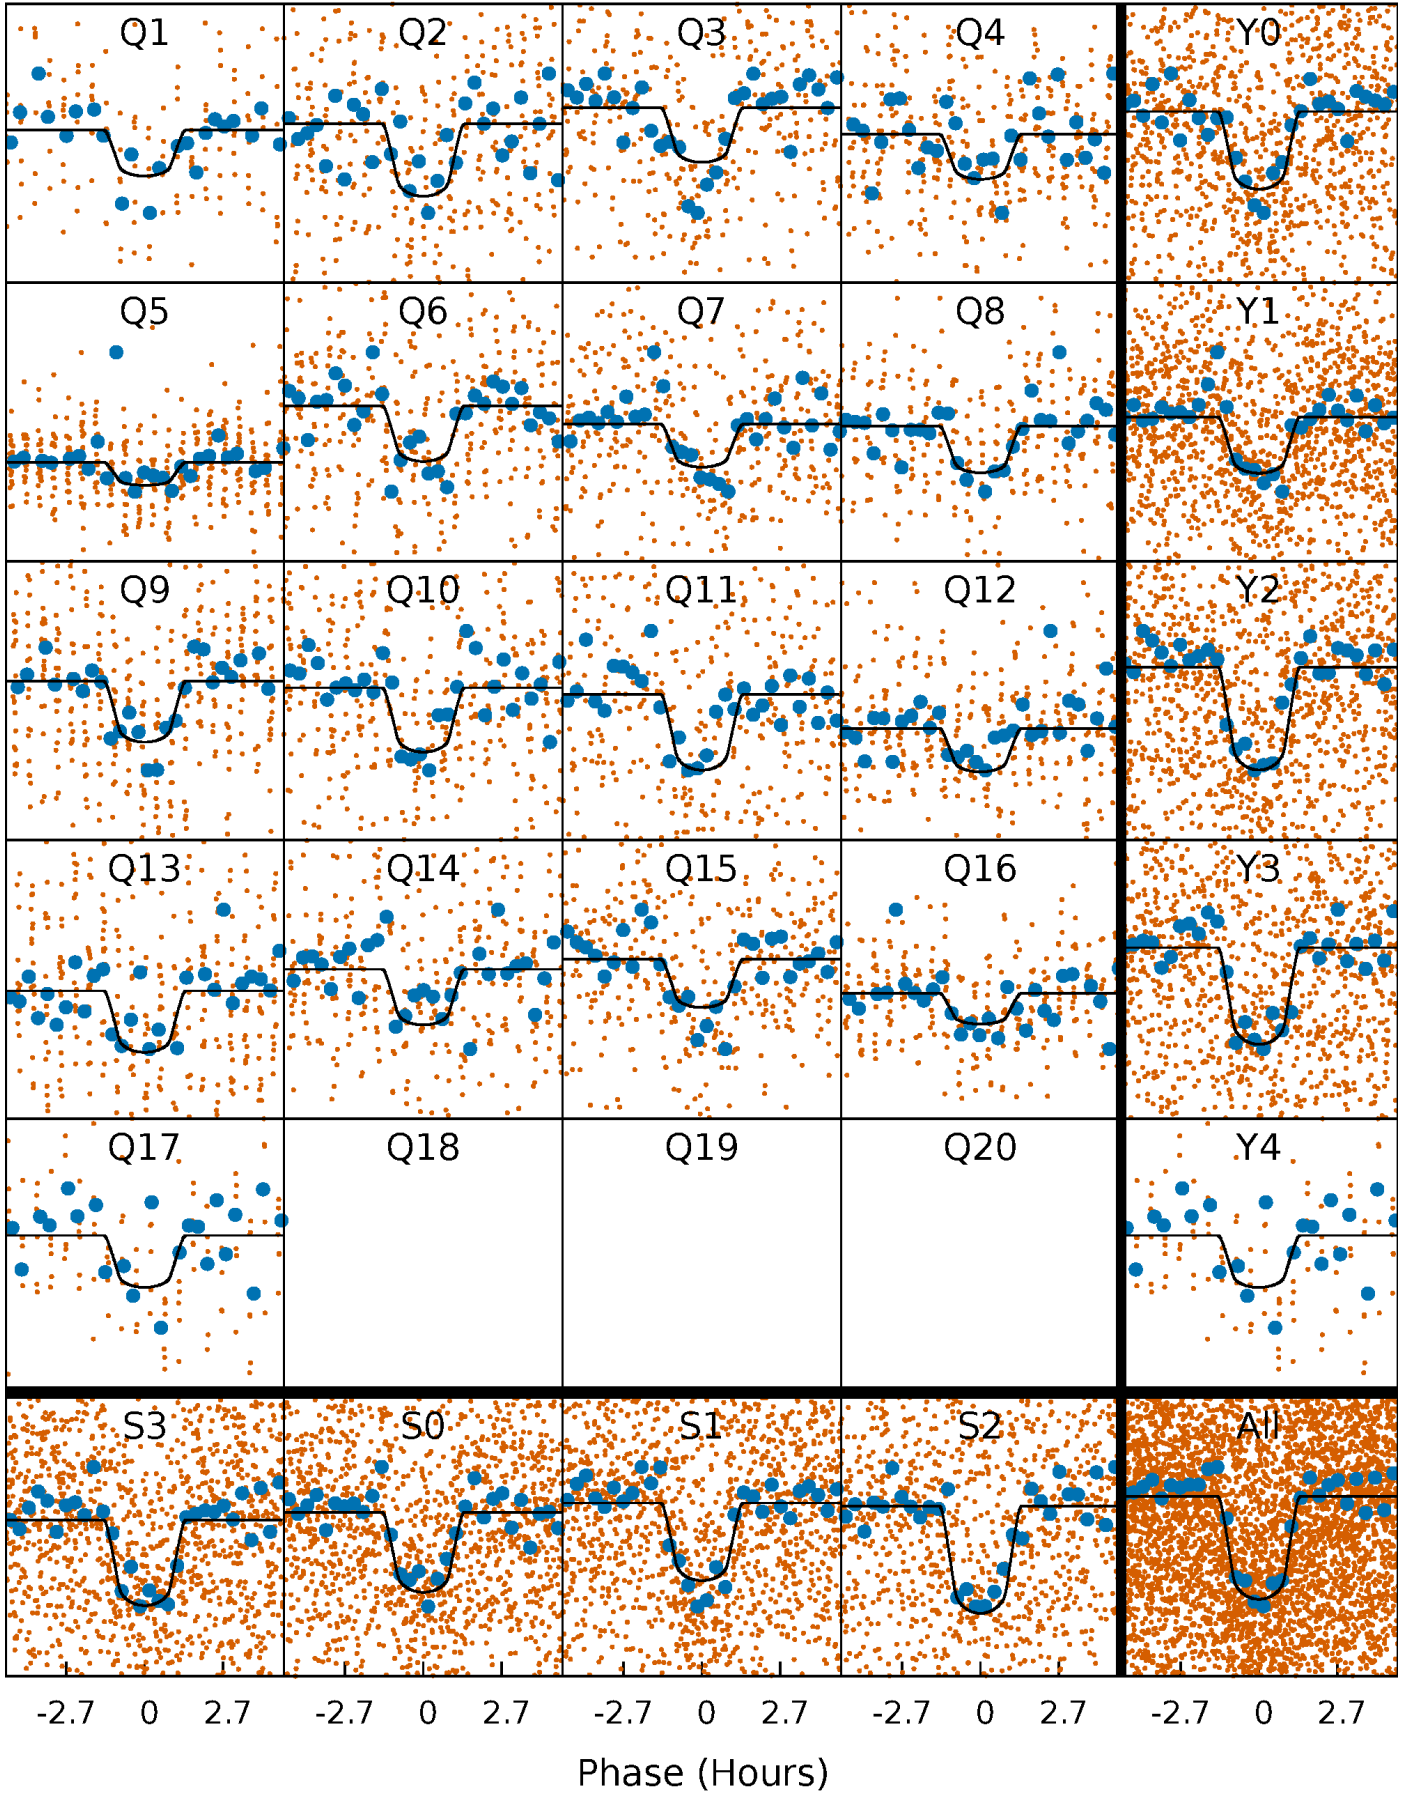 Q1 Q2 Q3 Q4 Y0
Q5 Q6 Q7 Q8 Y1
Q9 Q10 Q11 Q12 Y2
Q13 Q14 Q15 Q16 Y3
Q17 Q18 Q19 Q20 Y4
S3 S0 S1 S2 All
-2.7 0 2.7 -2.7 0 2.7 -2.7 0 2.7 -2.7 0 2.7 -2.7 0 2.7
Phase (Hours)